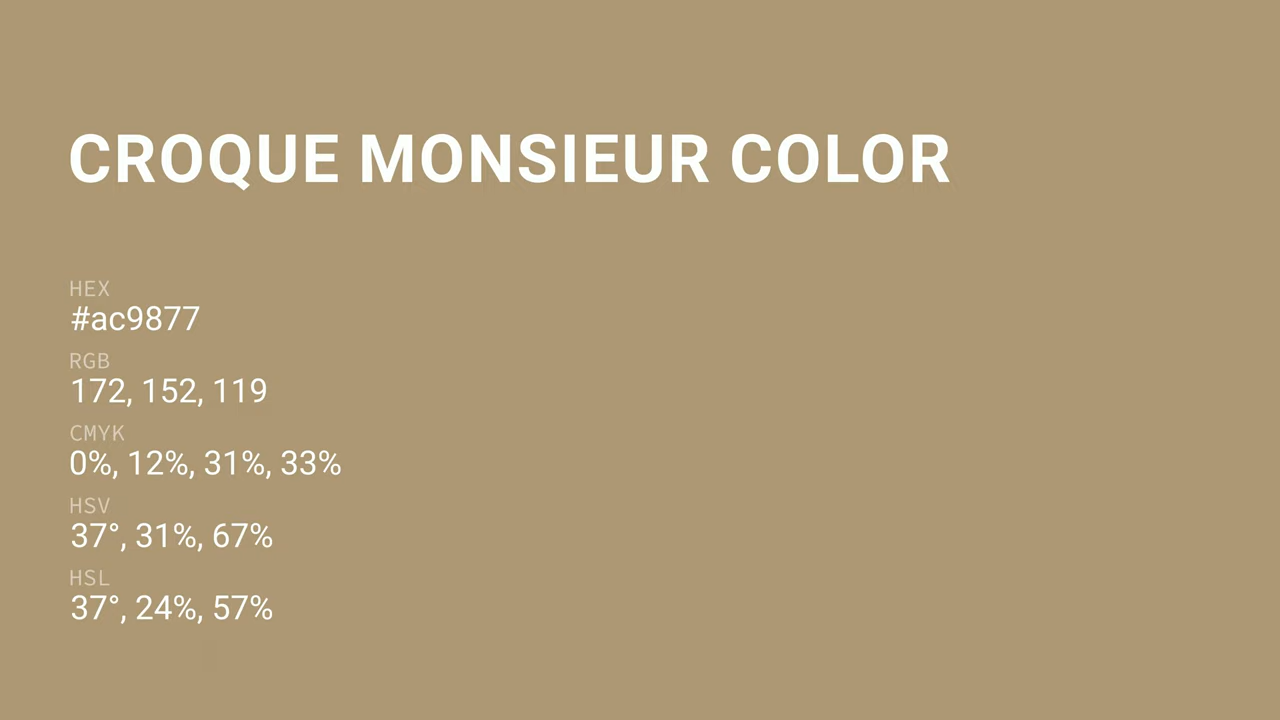 CROQUE MONSIEUR COLOR
HEX
#ac9877
RGB
172, 152, 119
CMYK
0%, 12%, 31%, 33%
HSV
37°, 31%, 67%
HSL
37°, 24%, 57%